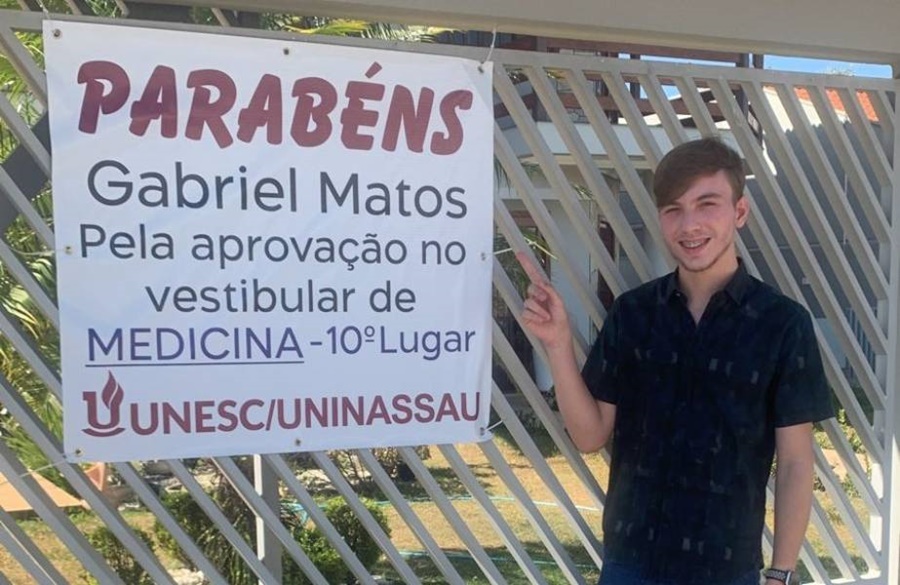 PARABÉNS
Gabriel Matos
Pela aprovação no
vestibular de
MEDICINA - 10º Lugar
UNESC/UNINASSAU